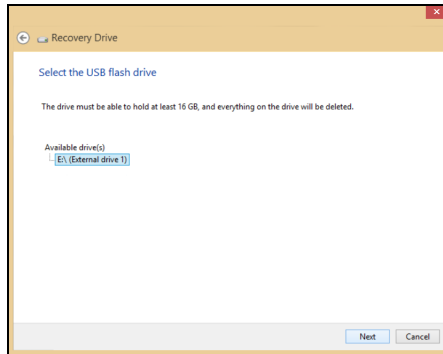 Recovery Drive
Select the USB flash drive
The drive must be able to hold at least 16 GB, and everything on the drive will be deleted.
Available drive(s)
E:\ (External drive 1)
Next Cancel